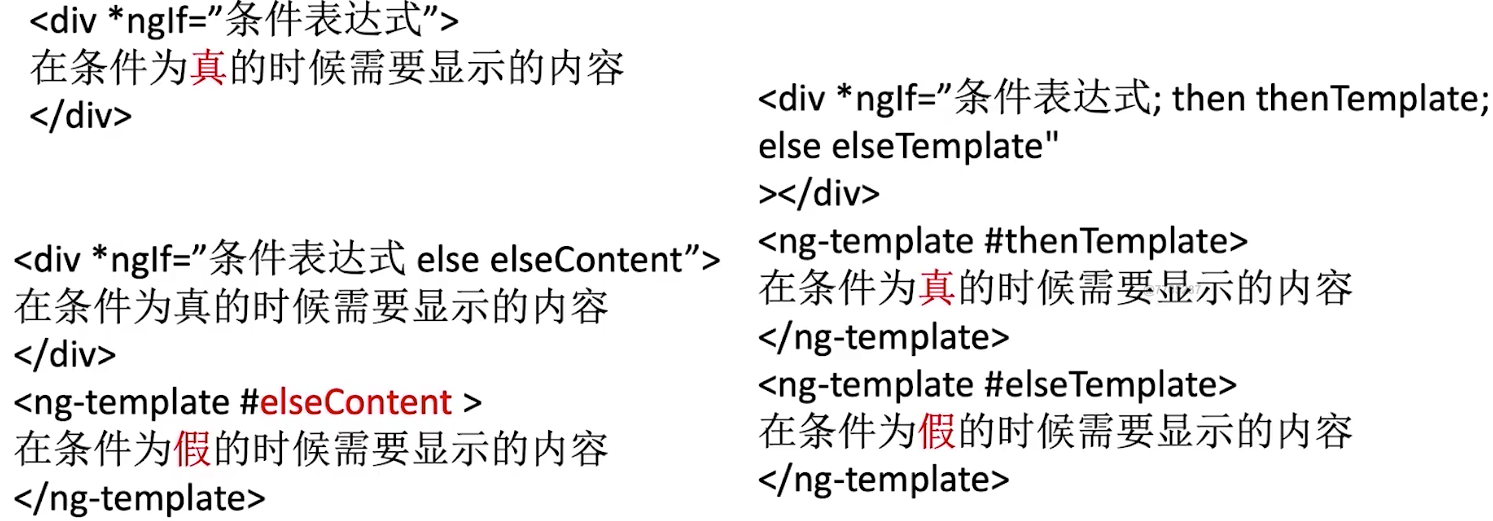 <div *ngIf=”条件表达式”>
在条件为真的时候需要显示的内容
</div>
<div *ngIf=”条件表达式 else elseContent”>
在条件为真的时候需要显示的内容
</div>
<ng-template #elseContent >
在条件为假的时候需要显示的内容
</ng-template>
<div *ngIf=”条件表达式; then thenTemplate;
else elseTemplate"
></div>
<ng-template #thenTemplate>
在条件为真的时候需要显示的内容
</ng-template>
<ng-template #elseTemplate>
在条件为假的时候需要显示的内容
</ng-template>